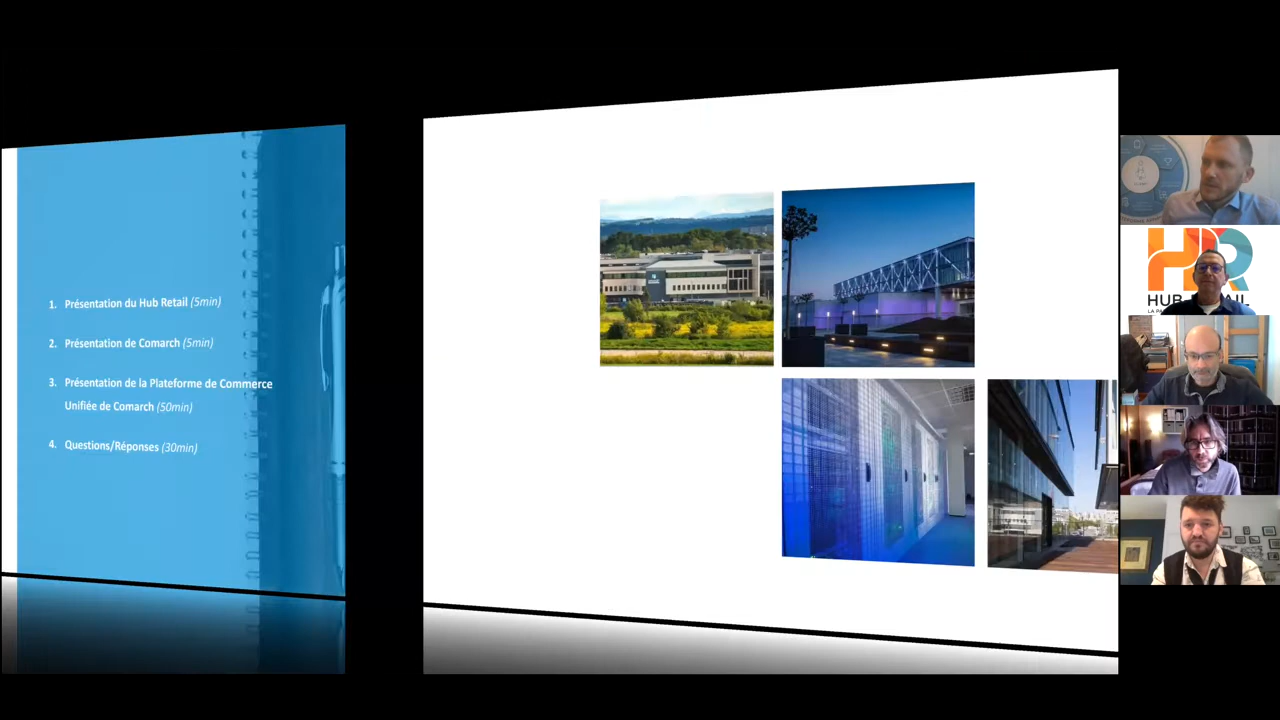 1. Présentation du Hub Retail (5min)
2. Présentation de Comarch (5min)
3. Présentation de la Plateforme de Commerce
Unifiée de Comarch (50min)
4. Questions/Réponses (30min)
HR
HUB